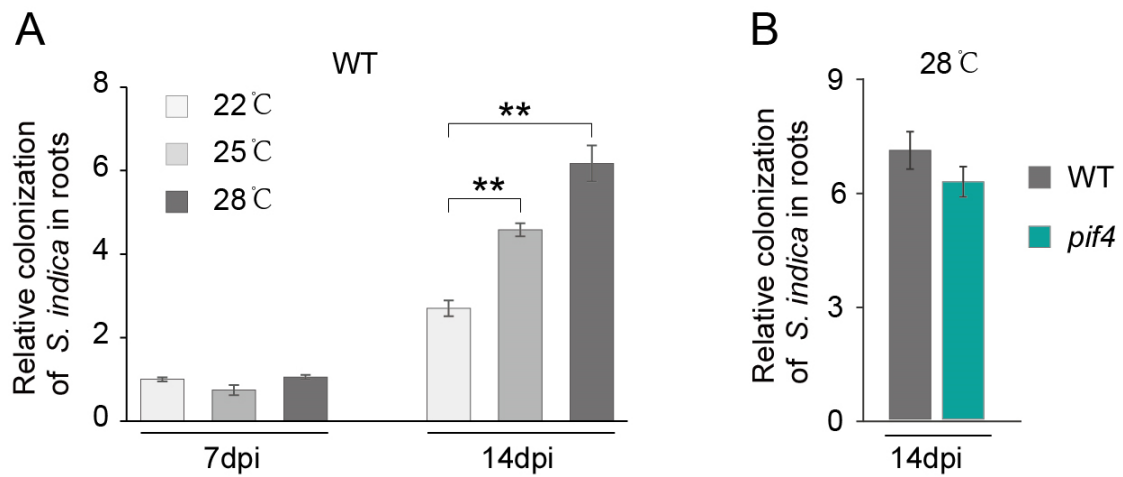 A
WT
Relative colonization
of S. indica in roots
8
6
4
2
0
22℃
25℃
28℃
**
**
7dpi
14dpi
B
28℃
Relative colonization
of S. indica in roots
9
6
3
0
WT
pif4
14dpi